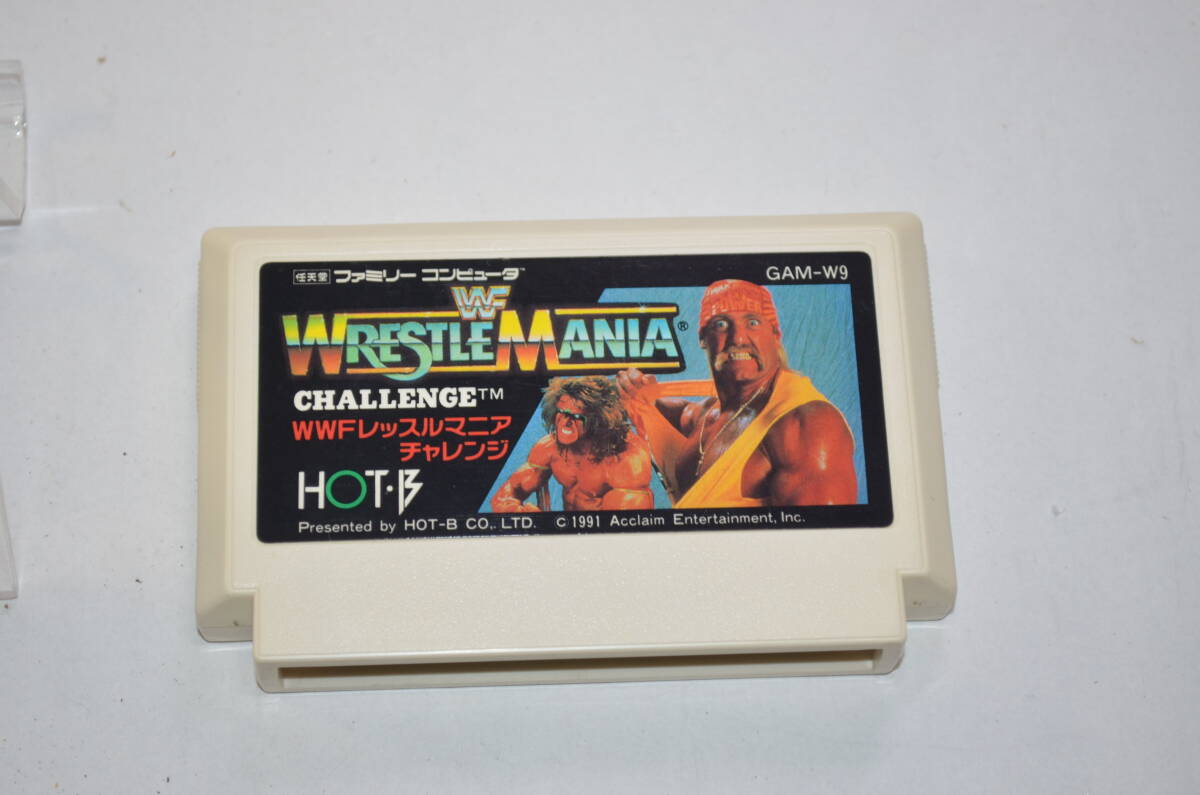 任天堂 ファミリー コンピュータ™
GAM-W9
WF
WRESTLEMANIA®
CHALLENGE™
WWFレッスルマニア
チャレンジ
HOT・B
Presented by HOT-B CO., LTD. © 1991 Acclaim Entertainment, Inc.